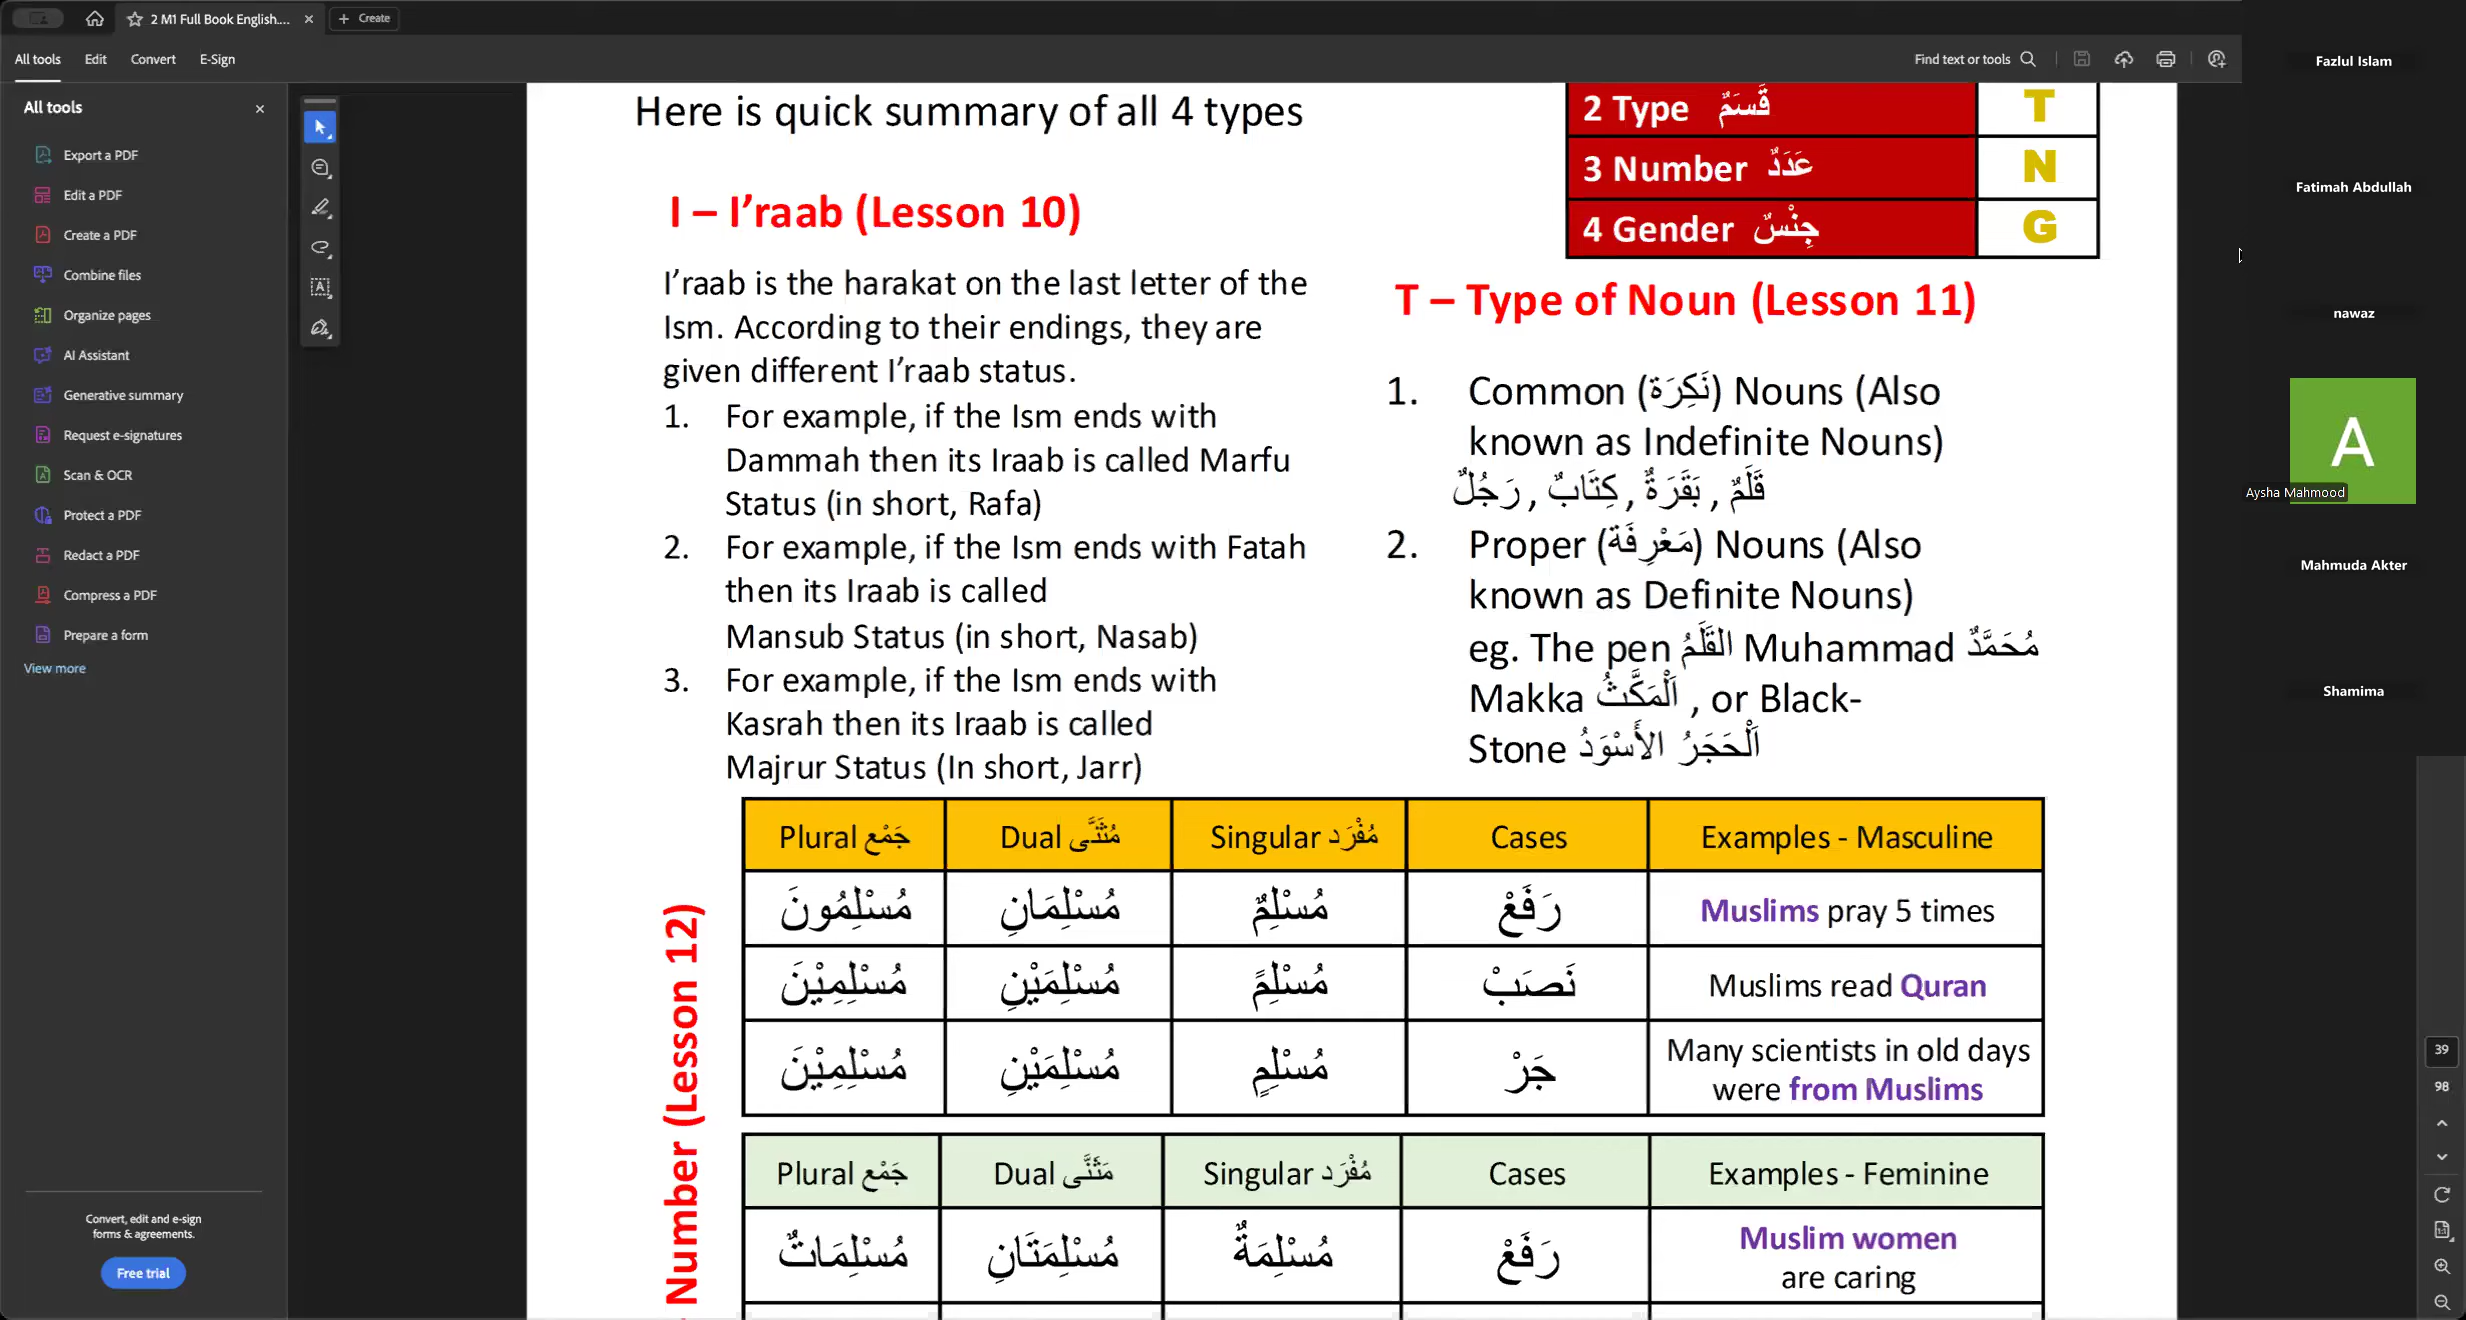 2 M1 Full Book English....
Create
All tools
Edit
Convert
E-Sign
Find text or tools
All tools
Export a PDF
Edit a PDF
Create a PDF
Combine files
Organize pages
AI Assistant
Generative summary
Request e-signatures
Scan & OCR
Protect a PDF
Redact a PDF
Compress a PDF
Prepare a form
View more
Convert, edit and e-sign
forms & agreements.
Free trial
Here is quick summary of all 4 types
2 Type قَسَمٌ T
3 Number عَدَدٌ N
4 Gender جِنْسٌ G
I – I’raab (Lesson 10)
I’raab is the harakat on the last letter of the
Ism. According to their endings, they are
given different I’raab status.
1. For example, if the Ism ends with
Dammah then its Iraab is called Marfu
Status (in short, Rafa)
2. For example, if the Ism ends with Fatah
then its Iraab is called
Mansub Status (in short, Nasab)
3. For example, if the Ism ends with
Kasrah then its Iraab is called
Majrur Status (In short, Jarr)
T – Type of Noun (Lesson 11)
1. Common (نَكِرَة) Nouns (Also
known as Indefinite Nouns)
قَلَمٌ , بَقَرَةٌ , كِتَابٌ , رَجُلٌ
2. Proper (مَعْرِفَة) Nouns (Also
known as Definite Nouns)
eg. The pen القَلَمُ Muhammad مُحَمَّدٌ
Makka اَلْمَكَّثُ , or Black-
Stone اَلْحَجَرُ الأَسْوَدُ
Number (Lesson 12)
Plural جَمْع Dual مُثَنَّى Singular مُفْرَد Cases Examples - Masculine
مُسْلِمُونَ مُسْلِمَانِ مُسْلِمٌ رَفَعْ Muslims pray 5 times
مُسْلِمِيْنَ مُسْلِمَيْنِ مُسْلِمً نَصَبْ Muslims read Quran
مُسْلِمِيْنَ مُسْلِمَيْنِ مُسْلِمٍ جَرْ Many scientists in old days
were from Muslims
Plural جَمْع Dual مَثَنَّى Singular مُفْرَد Cases Examples - Feminine
مُسْلِمَاتٌ مُسْلِمَتَانِ مُسْلِمَةٌ رَفَعْ Muslim women
are caring
Fazlul Islam
Fatimah Abdullah
nawaz
A
Aysha Mahmood
Mahmuda Akter
Shamima
39
98